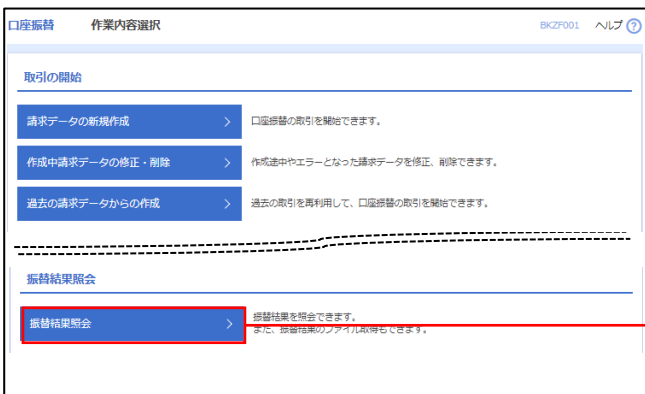 口座振替 作業内容選択 BKZF001 ヘルプ ?
取引の開始
請求データの新規作成 口座振替の取引を開始できます。
作成中請求データの修正・削除 作成途中やエラーとなった請求データを修正、削除できます。
過去の請求データからの作成 過去の取引を再利用して、口座振替の取引を開始できます。
振替結果照会
振替結果照会 振替結果を照会できます。
また、振替結果のファイル取得もできます。